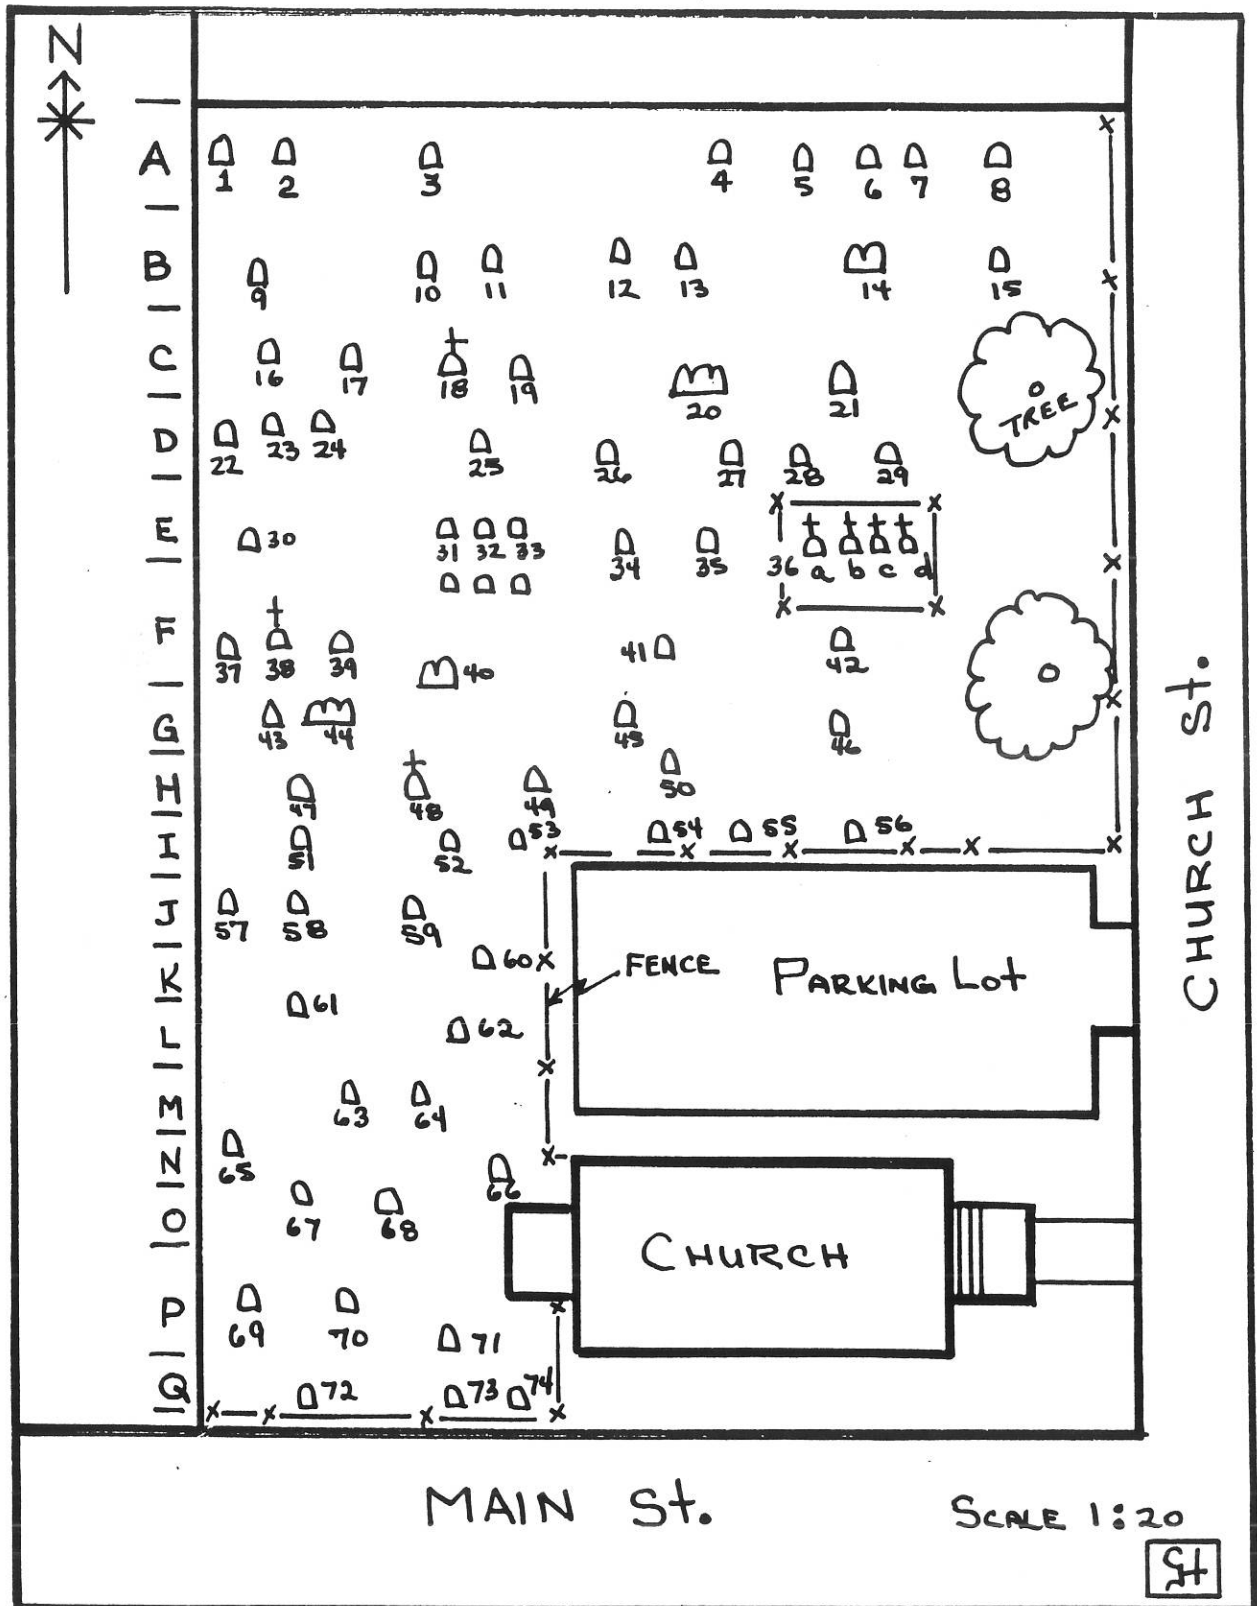 N
A
1 2 3 4 5 6 7 8
B
9 10 11 12 13 14 15
C
16 17 18 19 20 21
TREE
D
22 23 24 25 26 27 28 29
E
30 31 32 33 34 35 36 a b c d
F
37 38 39 40 41 42
G
43 44 45 46
H
47 48 49 50
I
51 52 53 54 55 56
J
57 58 59
K
60
FENCE
PARKING LOT
61
L
62
M
63 64
N
65 66
O
67 68
CHURCH
P
69 70 71
Q
72 73 74
CHURCH St.
MAIN St.
SCALE 1:20